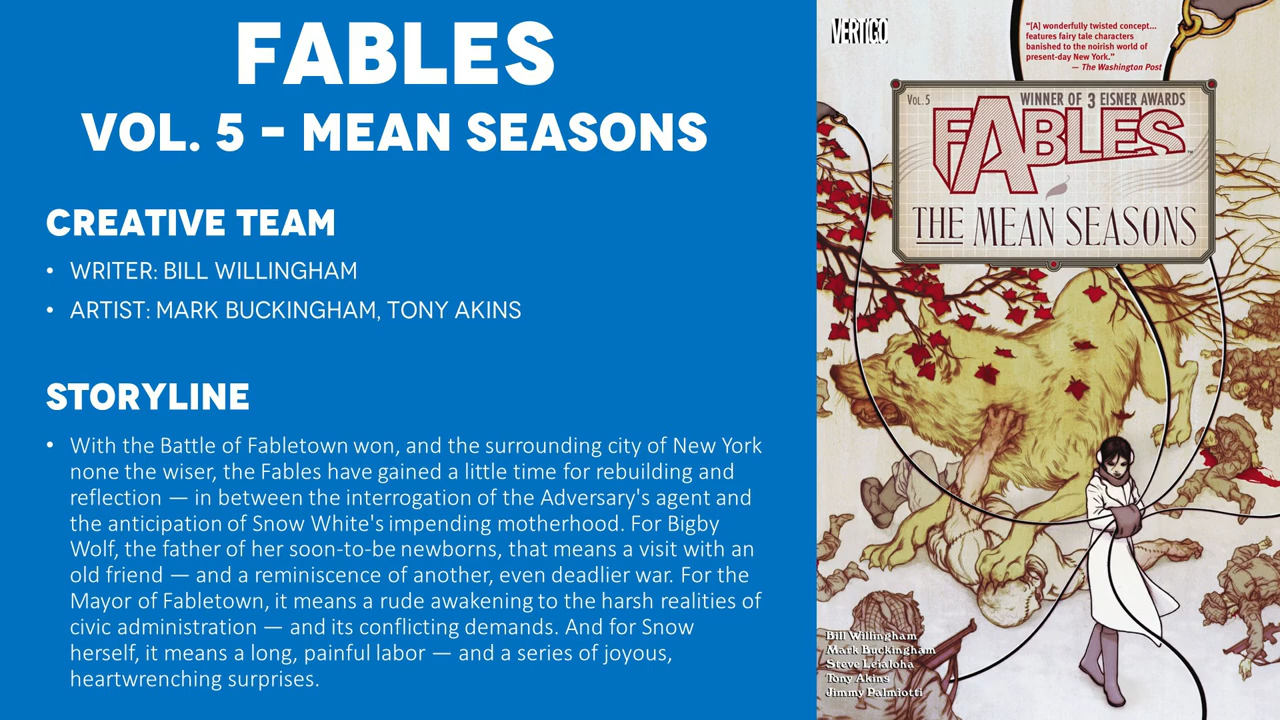 FABLES
VOL. 5 - MEAN SEASONS
CREATIVE TEAM
• WRITER: BILL WILLINGHAM
• ARTIST: MARK BUCKINGHAM, TONY AKINS
STORYLINE
• With the Battle of Fabletown won, and the surrounding city of New York
none the wiser, the Fables have gained a little time for rebuilding and
reflection — in between the interrogation of the Adversary's agent and
the anticipation of Snow White's impending motherhood. For Bigby
Wolf, the father of her soon-to-be newborns, that means a visit with an
old friend — and a reminiscence of another, even deadlier war. For the
Mayor of Fabletown, it means a rude awakening to the harsh realities of
civic administration — and its conflicting demands. And for Snow
herself, it means a long, painful labor — and a series of joyous,
heartwrenching surprises.
VERTIGO
"[A] wonderfully twisted concept...
features fairy tale characters
banished to the noirish world of
present-day New York."
— The Washington Post
VOL. 5
WINNER OF 3 EISNER AWARDS
FABLES™
THE MEAN SEASONS
Bill Willingham
Mark Buckingham
Steve Leialoha
Tony Akins
Jimmy Palmiotti